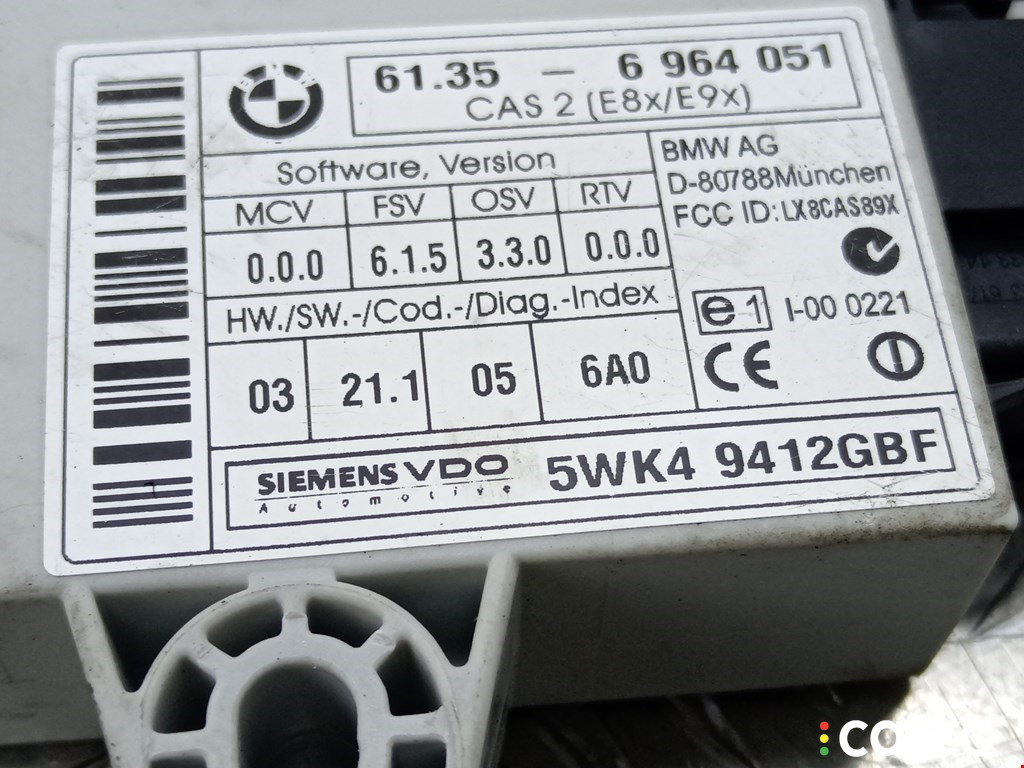 BMW
61.35 – 6 964 051
CAS 2 (E8x/E9x)
Software, Version
MCV FSV OSV RTV
0.0.0 6.1.5 3.3.0 0.0.0
HW./SW.-/Cod.-/Diag.-Index
03 21.1 05 6A0
BMW AG
D-80788München
FCC ID: LX8CAS89X
e 1 I-00 0221
CE
SIEMENS VDO
Automotive
5WK4 9412GBF